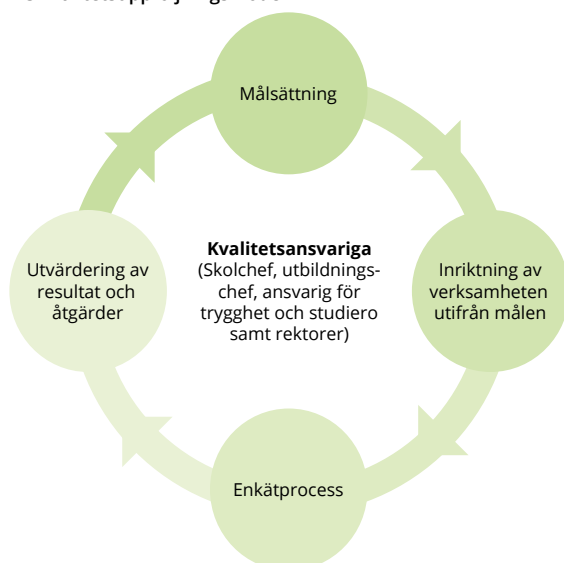 Målsättning
Kvalitetsansvariga
(Skolchef, utbildnings-
chef, ansvarig för
trygghet och studiero
samt rektorer)
Utvärdering av
resultat och
åtgärder
Inriktning av
verksamheten
utifrån målen
Enkätprocess